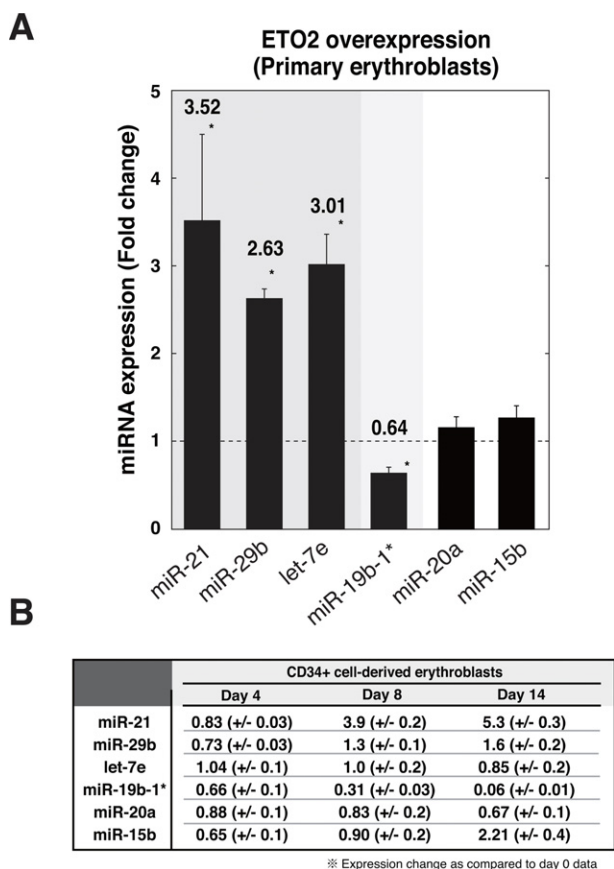 A
ETO2 overexpression
(Primary erythroblasts)
miRNA expression (Fold change)
5
4
3
2
1
0
3.52
*
2.63
*
3.01
*
0.64
*
miR-21
miR-29b
let-7e
miR-19b-1*
miR-20a
miR-15b
B
CD34+ cell-derived erythroblasts
Day 4 Day 8 Day 14
miR-21 0.83 (+/- 0.03) 3.9 (+/- 0.2) 5.3 (+/- 0.3)
miR-29b 0.73 (+/- 0.03) 1.3 (+/- 0.1) 1.6 (+/- 0.2)
let-7e 1.04 (+/- 0.1) 1.0 (+/- 0.2) 0.85 (+/- 0.2)
miR-19b-1* 0.66 (+/- 0.1) 0.31 (+/- 0.03) 0.06 (+/- 0.01)
miR-20a 0.88 (+/- 0.1) 0.83 (+/- 0.2) 0.67 (+/- 0.1)
miR-15b 0.65 (+/- 0.1) 0.90 (+/- 0.2) 2.21 (+/- 0.4)
※ Expression change as compared to day 0 data